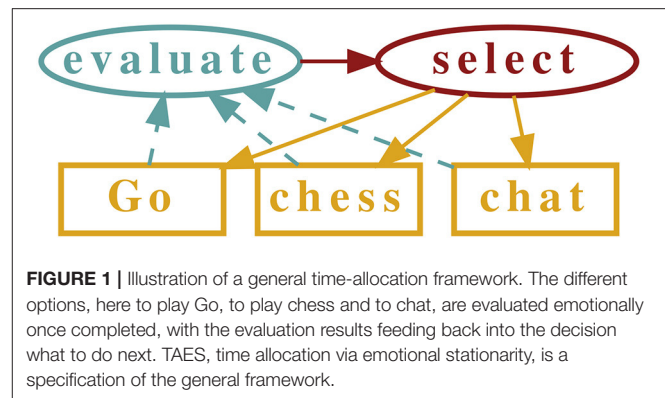 evaluate select
Go chess chat
FIGURE 1 | Illustration of a general time-allocation framework. The different
options, here to play Go, to play chess and to chat, are evaluated emotionally
once completed, with the evaluation results feeding back into the decision
what to do next. TAES, time allocation via emotional stationarity, is a
specification of the general framework.